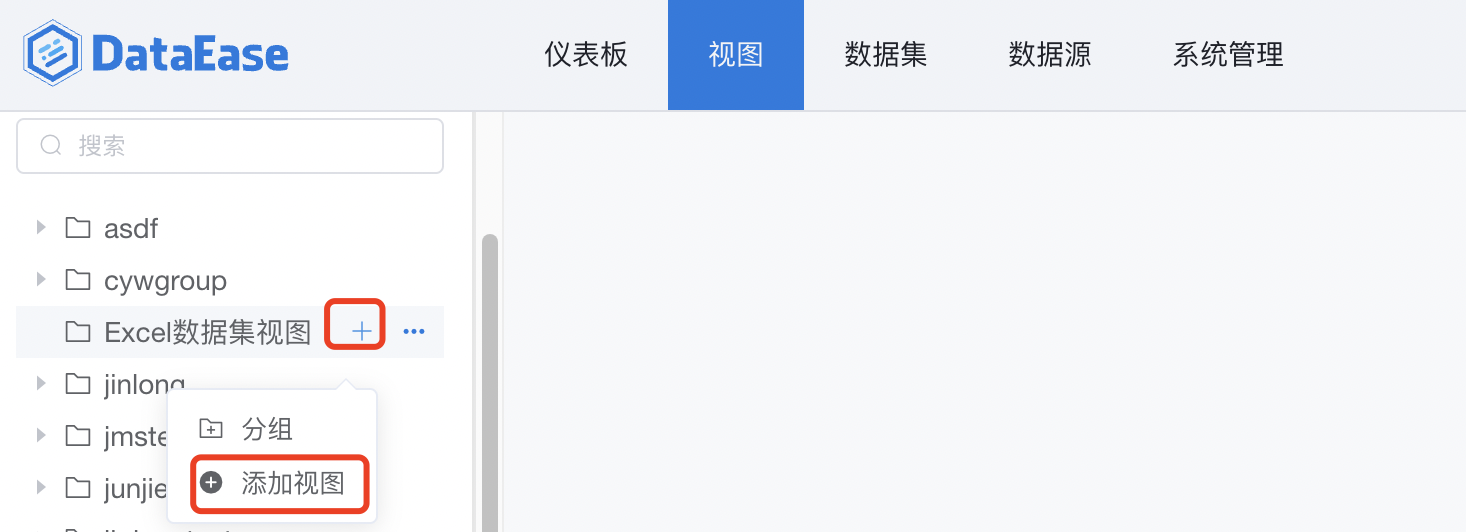 DataEase
仪表板 视图 数据集 数据源 系统管理
搜索
asdf
cywgroup
Excel数据集视图
jinlong
分组
jmste
添加视图
junjie